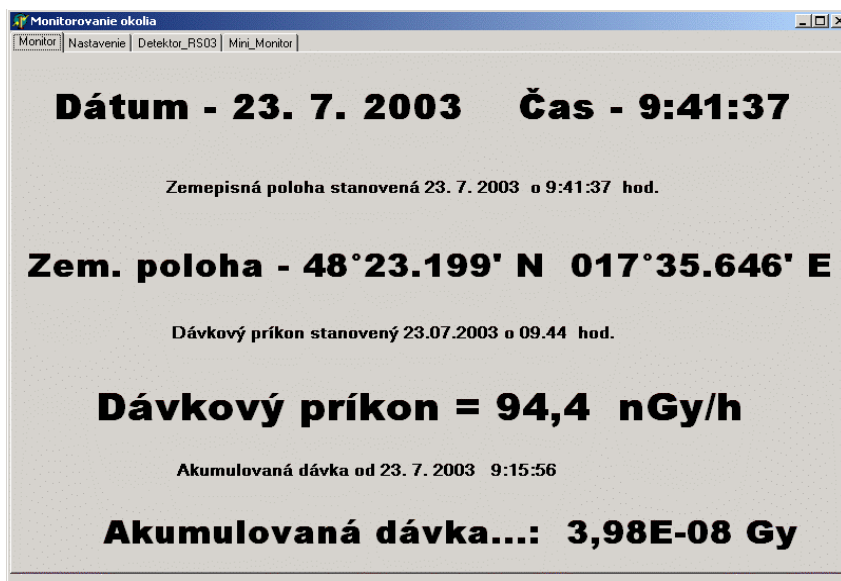 Monitorovanie okolia
Monitor Nastavenie Detektor_RS03 Mini_Monitor
Dátum - 23. 7. 2003 Čas - 9:41:37
Zemepisná poloha stanovená 23. 7. 2003 o 9:41:37 hod.
Zem. poloha - 48°23.199' N 017°35.646' E
Dávkový príkon stanovený 23.07.2003 o 09.44 hod.
Dávkový príkon = 94,4 nGy/h
Akumulovaná dávka od 23. 7. 2003 9:15:56
Akumulovaná dávka...: 3,98E-08 Gy